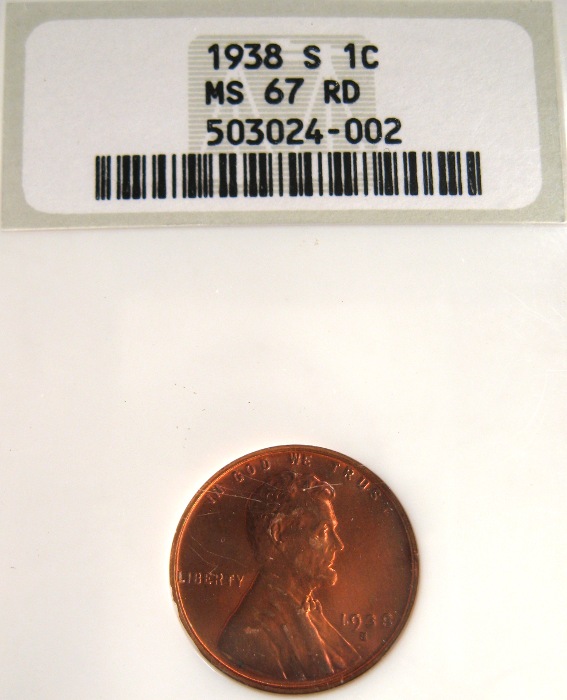 1938 S 1C
MS 67 RD
503024-002
IN GOD WE TRUST
LIBERTY
1938
S